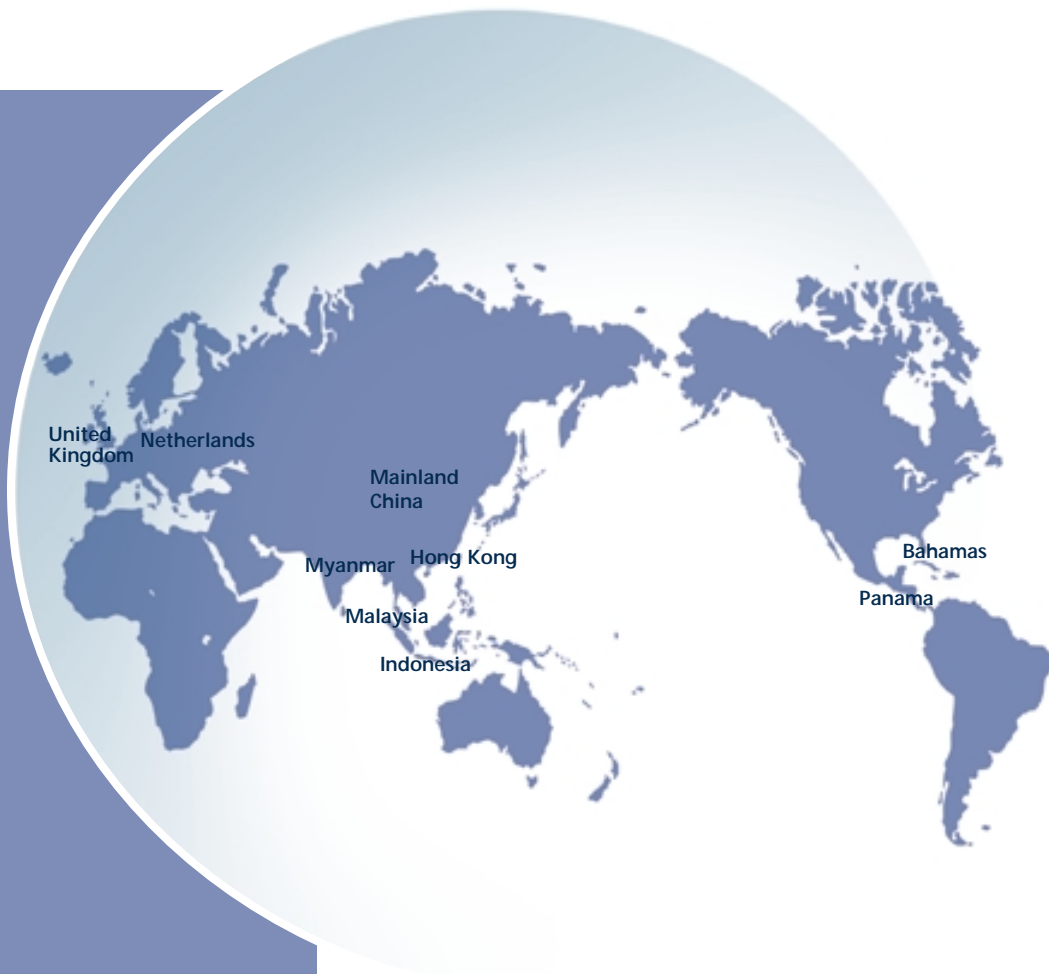 United
Kingdom
Netherlands
Mainland
China
Myanmar
Hong Kong
Malaysia
Indonesia
Bahamas
Panama